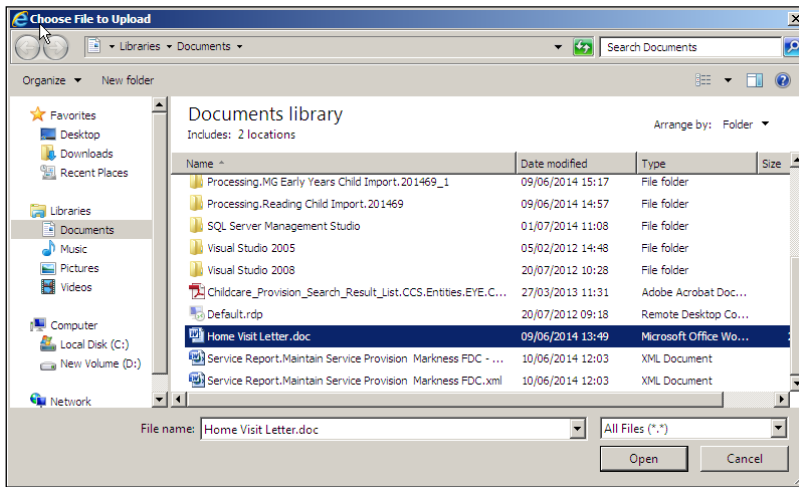 Choose File to Upload
Libraries Documents
Search Documents
Organize New folder
Favorites
Desktop
Downloads
Recent Places
Libraries
Documents
Music
Pictures
Videos
Computer
Local Disk (C:)
New Volume (D:)
Network
Documents library
Includes: 2 locations
Arrange by: Folder
Name Date modified Type Size
Processing.MG Early Years Child Import.201469_1 09/06/2014 15:17 File folder
Processing.Reading Child Import.201469 09/06/2014 14:57 File folder
SQL Server Management Studio 01/07/2014 11:08 File folder
Visual Studio 2005 05/02/2012 14:48 File folder
Visual Studio 2008 20/07/2012 10:28 File folder
Childcare_Provision_Search_Result_List.CCS.Entities.EYE.C... 27/03/2013 11:31 Adobe Acrobat Doc...
Default.rdp 20/07/2012 09:18 Remote Desktop Co...
Home Visit Letter.doc 09/06/2014 13:49 Microsoft Office Wo...
Service Report.Maintain Service Provision Markness FDC - ... 10/06/2014 12:03 XML Document
Service Report.Maintain Service Provision Markness FDC.xml 10/06/2014 12:03 XML Document
File name: Home Visit Letter.doc All Files (*.*)
Open Cancel